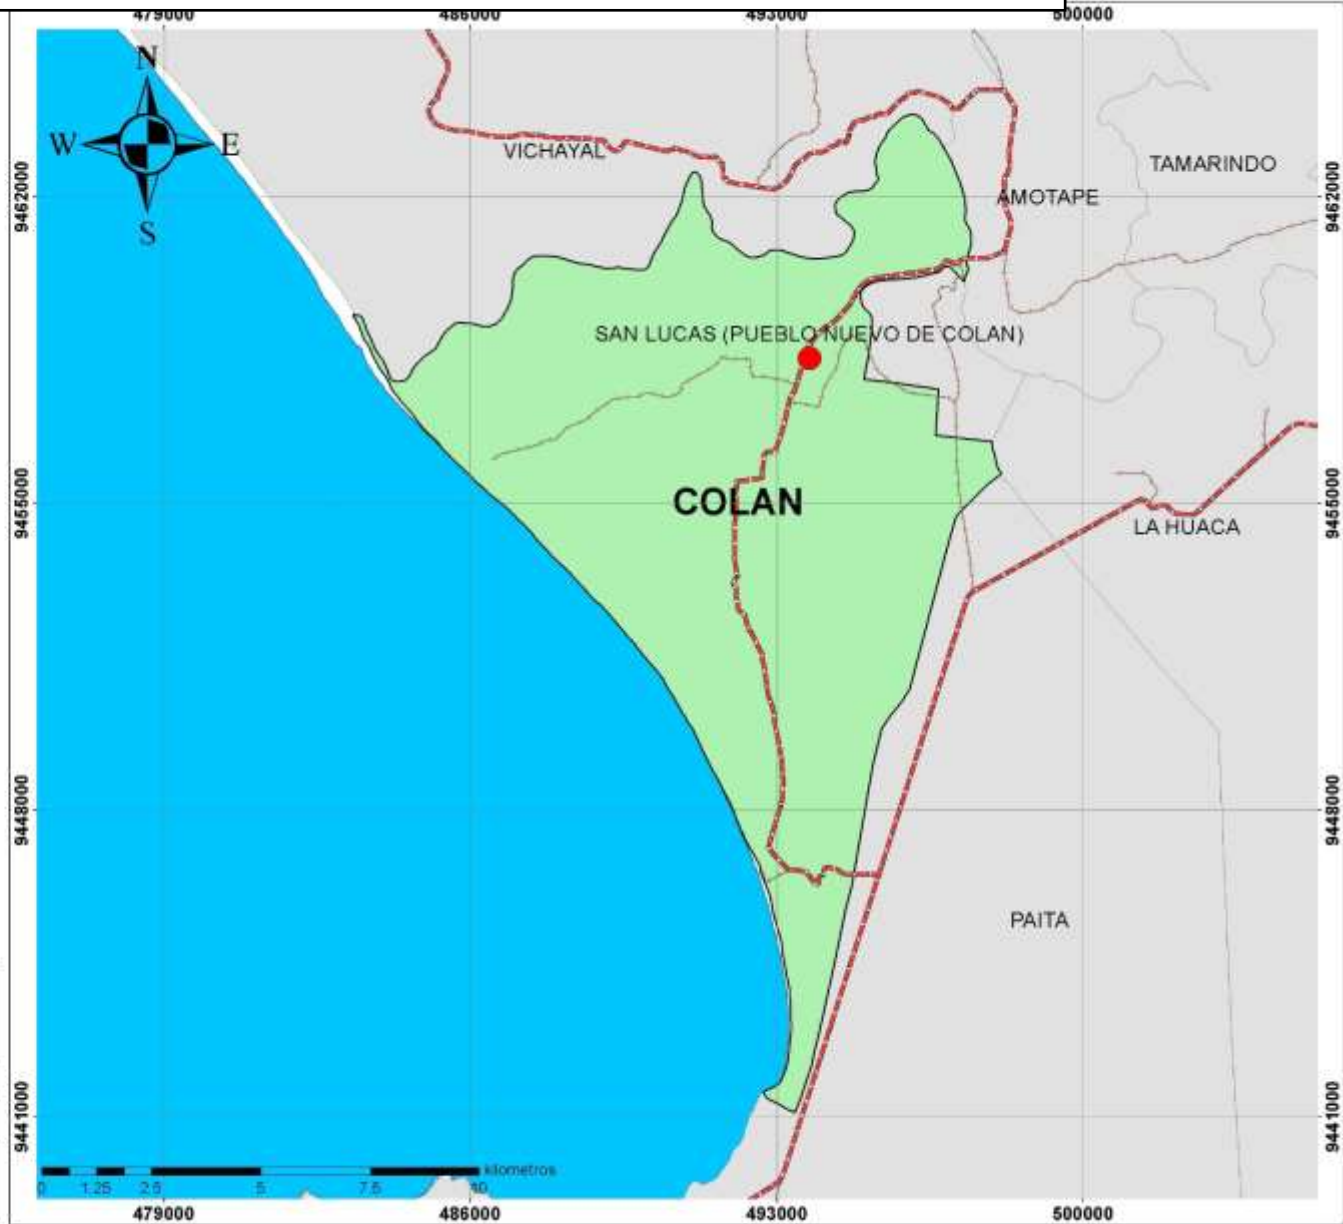 479000 486000 493000 500000
N
W E
S
VICHAYAL
TAMARINDO
AMOTAPE
9462000 9462000
SAN LUCAS (PUEBLO NUEVO DE COLAN)
COLAN
9455000 9455000
LA HUACA
9448000 9448000
PAITA
9441000 9441000
kilometros
0 1.25 2.5 5 7.5 10
479000 486000 493000 500000